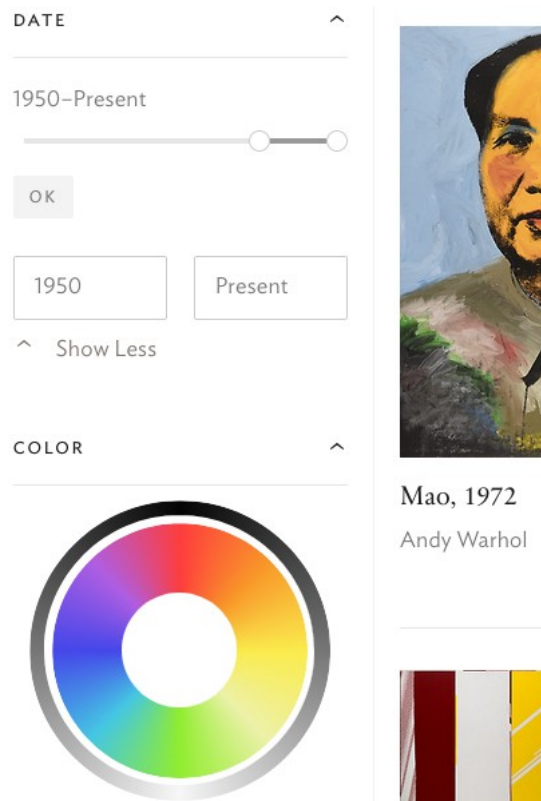 DATE
1950–Present
OK
1950
Present
Show Less
COLOR
Mao, 1972
Andy Warhol